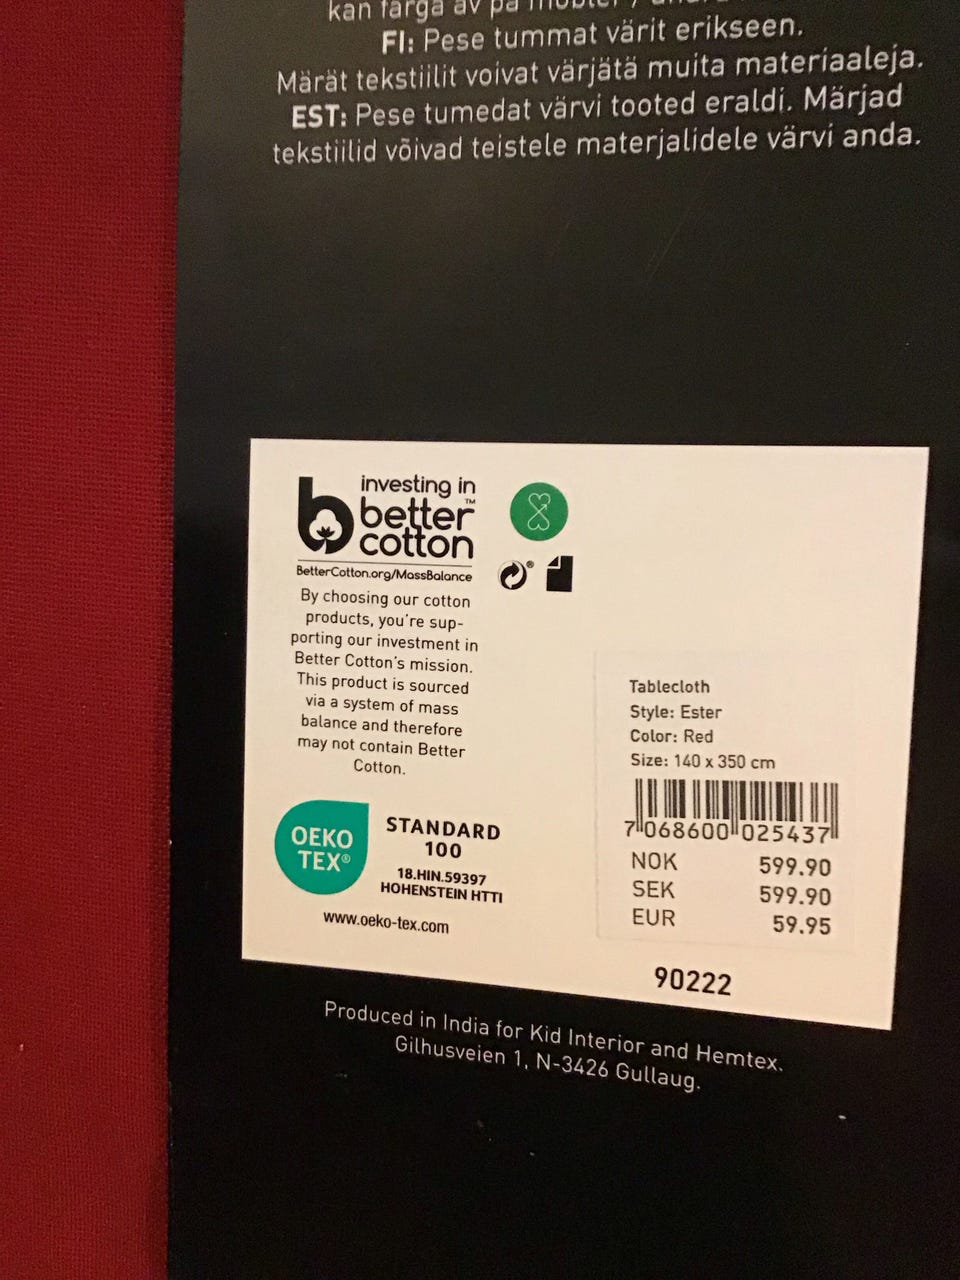 kan färga av på
FI: Pese tummat värit erikseen.
Märät tekstiilit voivat värjätä muita materiaaleja.
EST: Pese tumedat värvi tooted eraldi. Märjad
tekstiilid võivad teistele materjalidele värvi anda.
investing in
better™
cotton
BetterCotton.org/MassBalance
By choosing our cotton
products, you're sup-
porting our investment in
Better Cotton's mission.
This product is sourced
via a system of mass
balance and therefore
may not contain Better
Cotton.
OEKO
TEX®
STANDARD
100
18.HIN.59397
HOHENSTEIN HTTI
www.oeko-tex.com
Tablecloth
Style: Ester
Color: Red
Size: 140 x 350 cm
7 068600 025437
NOK 599.90
SEK 599.90
EUR 59.95
90222
Produced in India for Kid Interior and Hemtex.
Gilhusveien 1, N-3426 Gullaug.